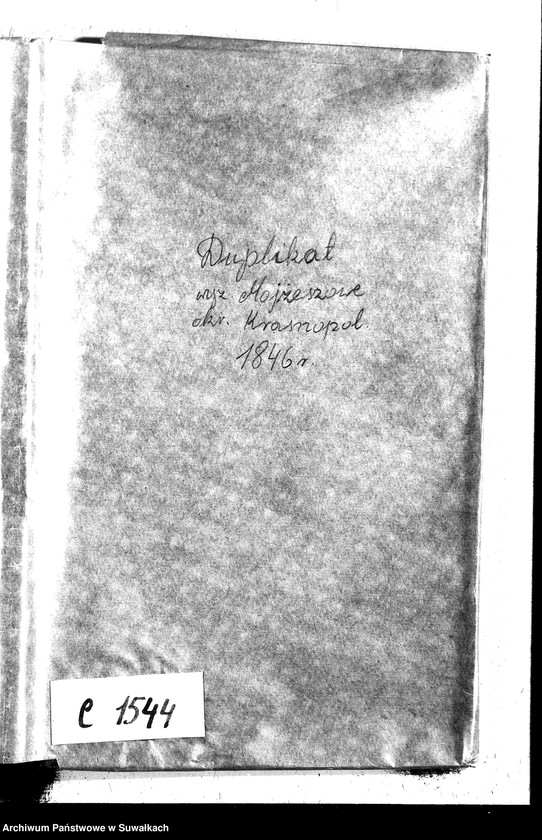 Duplikat
wyz. Mojżeszowe
okr. Krasnopol
1846 r.
C 1544
Archiwum Państwowe w Suwałkach